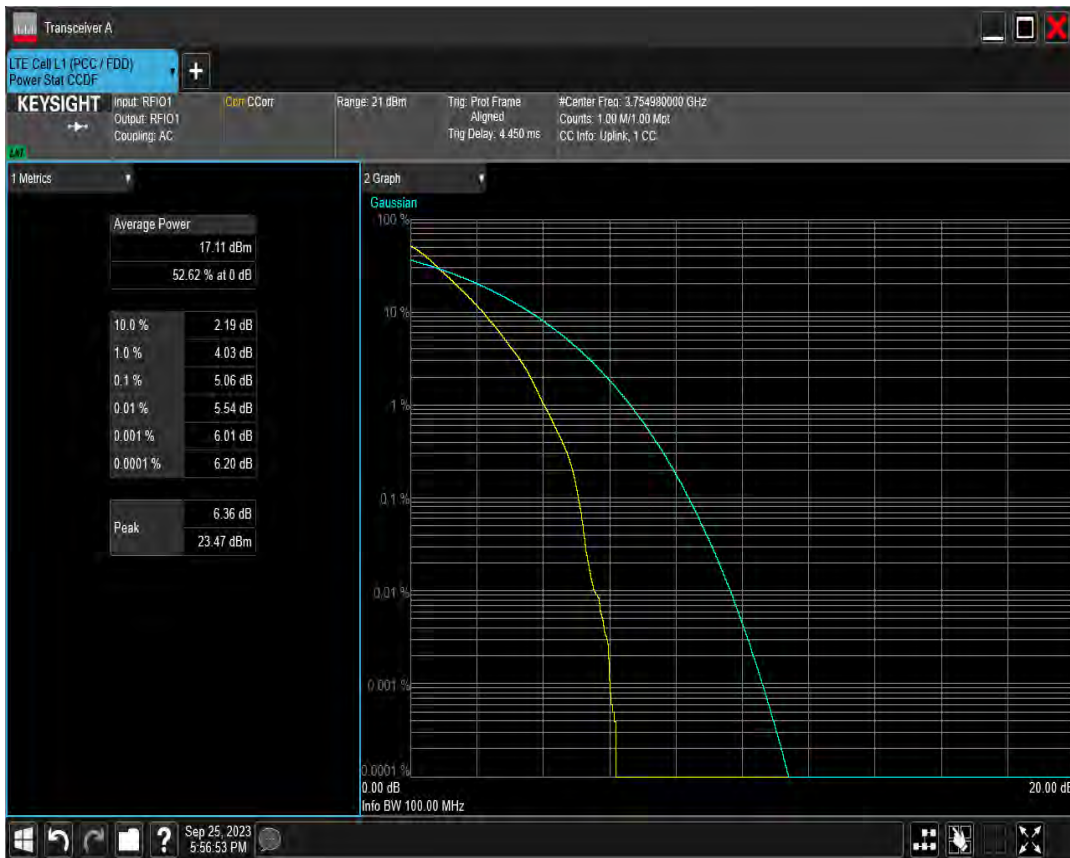 Transceiver A
LTE Cell L1 (PCC / FDD)
Power Stat CCDF
KEYSIGHT
Input: RFIO1
Output: RFIO1
Coupling: AC
Corr CCorr
Range: 21 dBm
Trig: Prot Frame
Aligned
Trig Delay: 4.450 ms
#Center Freq: 3.754980000 GHz
Counts: 1.00 M/1.00 Mpt
CC Info: Uplink, 1 CC
1 Metrics
Average Power
17.11 dBm
52.62 % at 0 dB
10.0 % 2.19 dB
1.0 % 4.03 dB
0.1 % 5.06 dB
0.01 % 5.54 dB
0.001 % 6.01 dB
0.0001 % 6.20 dB
Peak
6.36 dB
23.47 dBm
2 Graph
Gaussian
100 %
10 %
1 %
0.1 %
0.01 %
0.001 %
0.0001 %
0.00 dB
20.00 dB
Info BW 100.00 MHz
Sep 25, 2023
5:56:53 PM